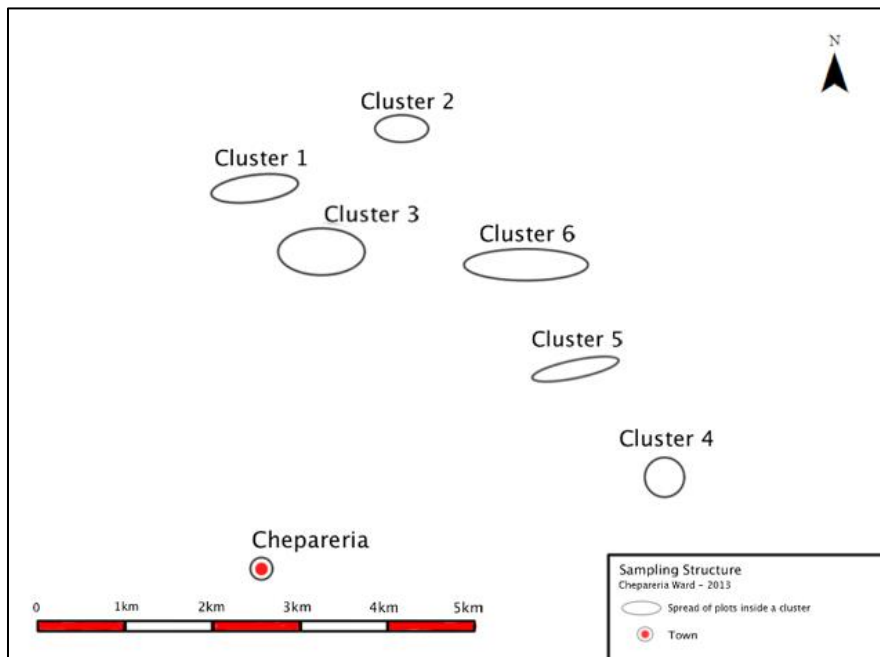 N
Cluster 2
Cluster 1
Cluster 3
Cluster 6
Cluster 5
Cluster 4
Chepareria
0 1km 2km 3km 4km 5km
Sampling Structure
Chepareria Ward – 2013
Spread of plots inside a cluster
Town